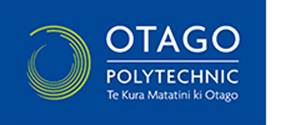 OTAGO
POLYTECHNIC
Te Kura Matatini ki Otago